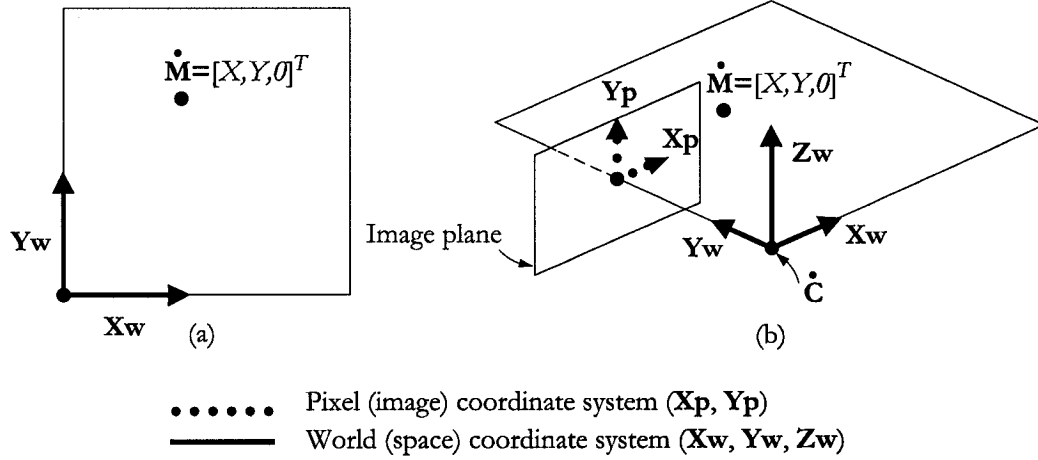 Ṁ=[X,Y,0]ᵀ
Yw
Xw
(a)
Ṁ=[X,Y,0]ᵀ
Yp
Xp
Zw
Image plane
Yw
Xw
Ċ
(b)
Pixel (image) coordinate system (Xp, Yp)
World (space) coordinate system (Xw, Yw, Zw)